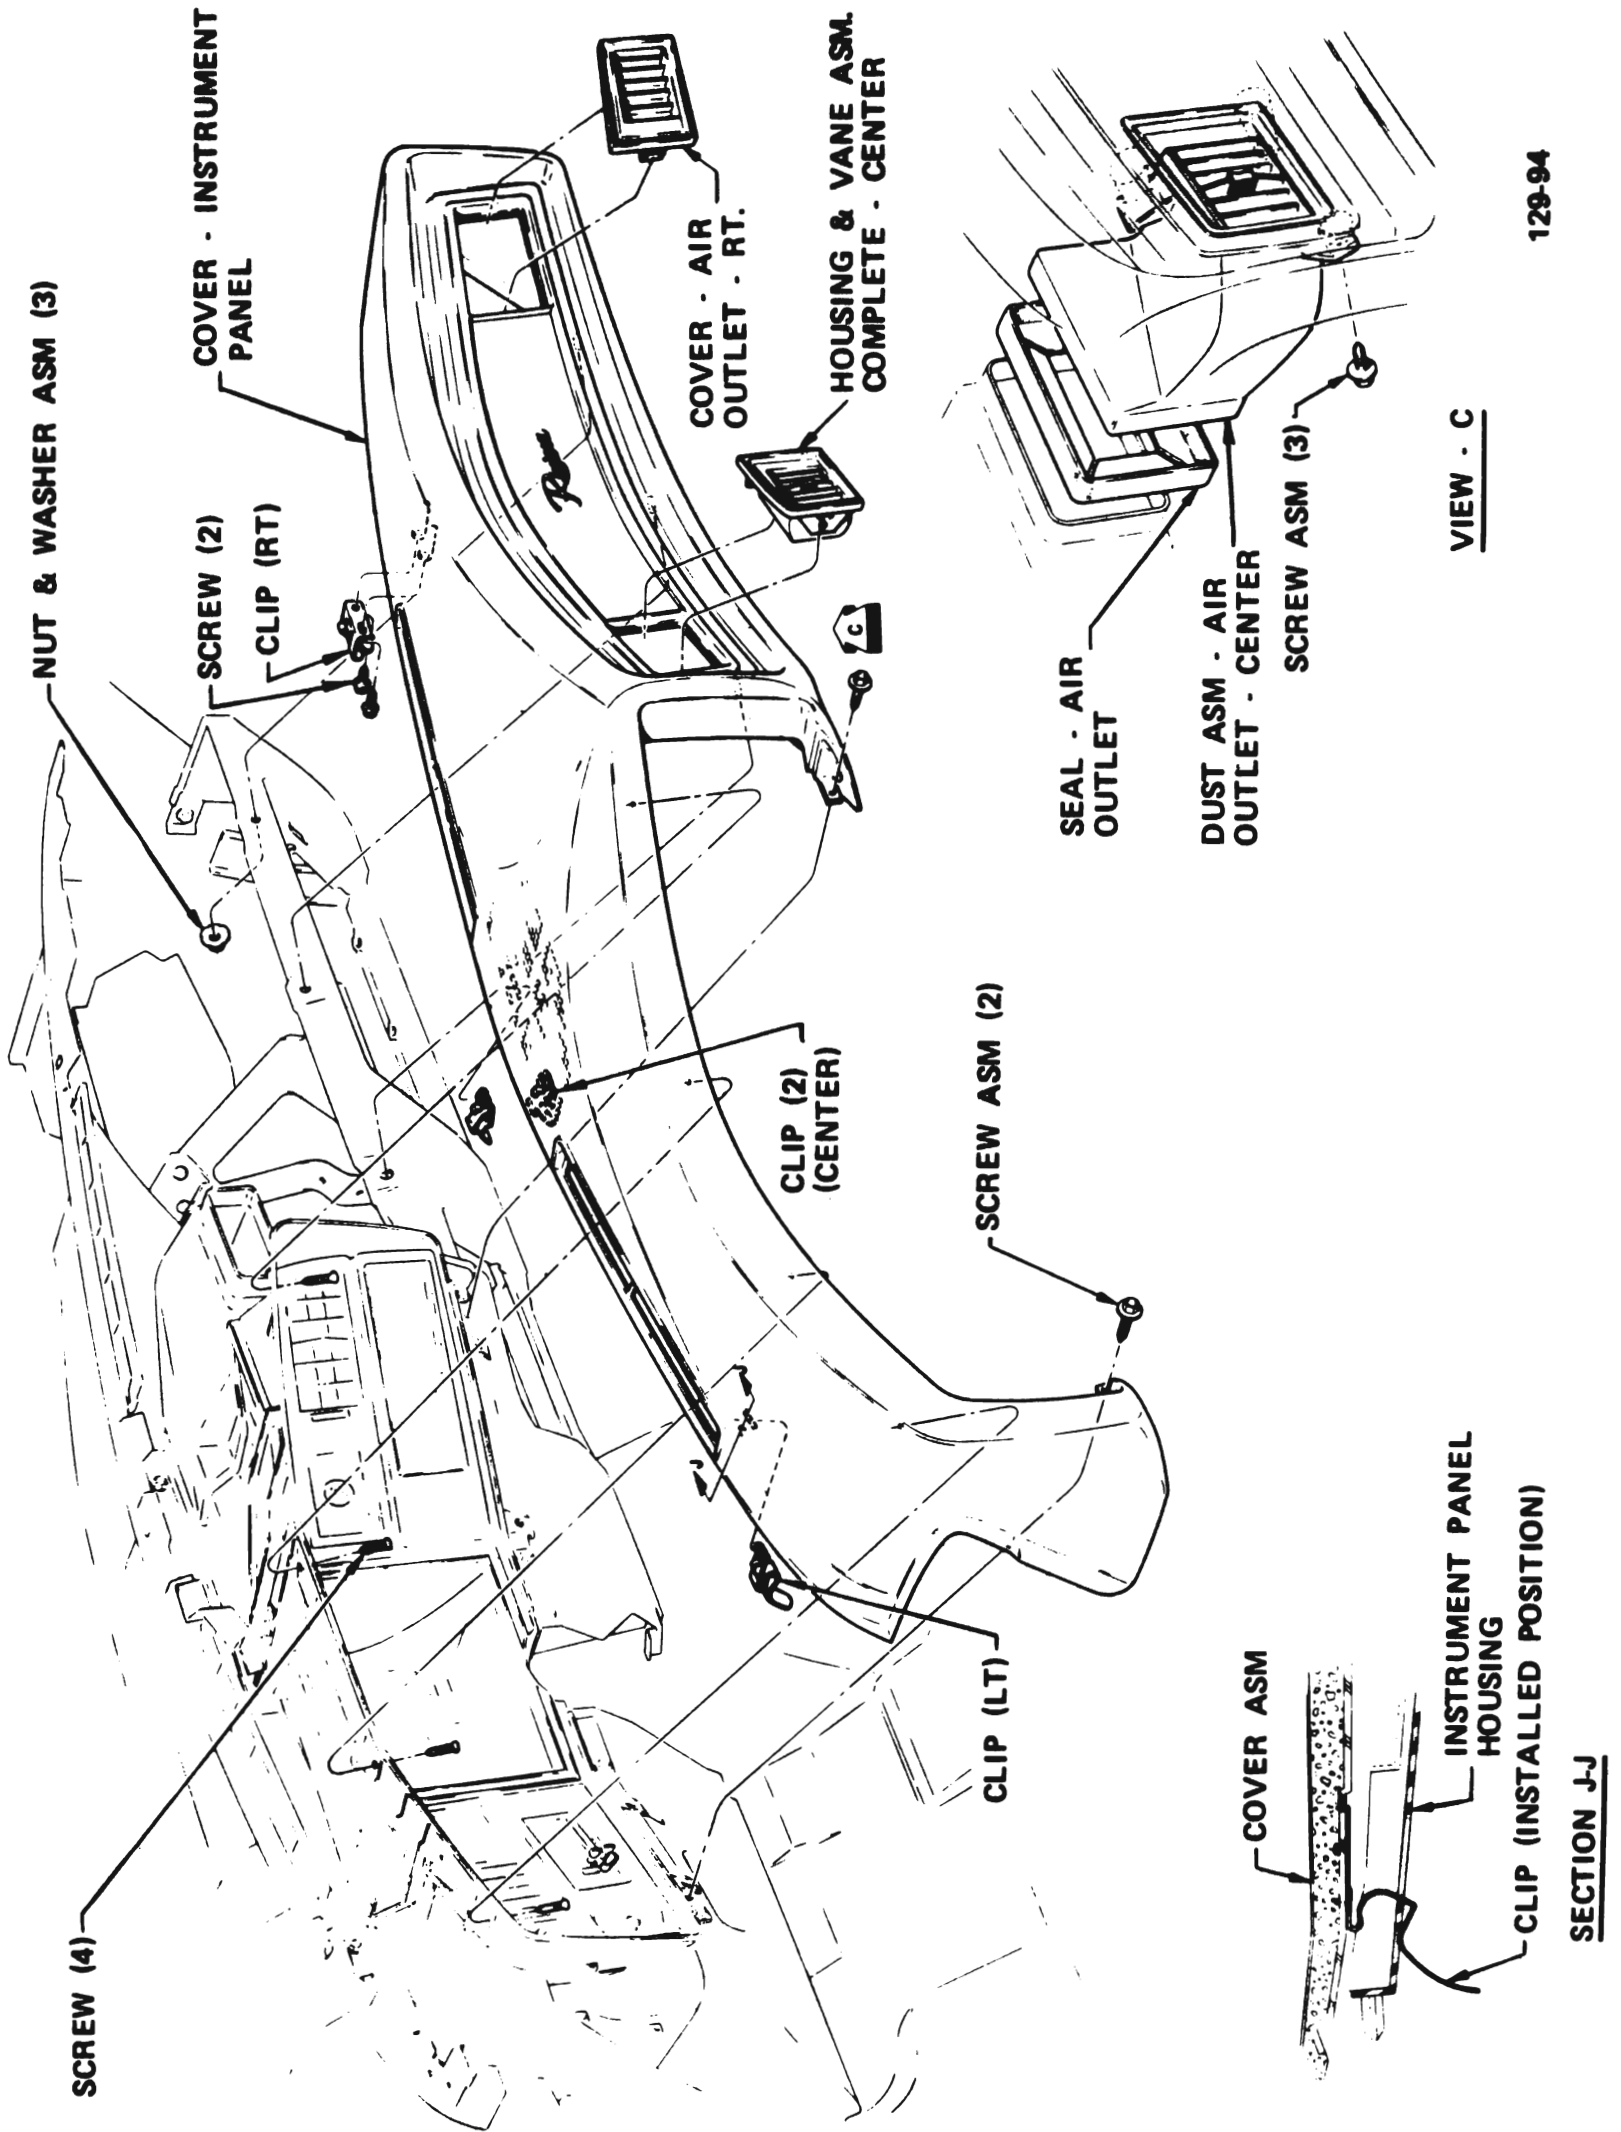 NUT & WASHER ASM (3)
COVER - INSTRUMENT
PANEL
SCREW (2)
CLIP (RT)
COVER - AIR
OUTLET - RT.
HOUSING & VANE ASM.
COMPLETE - CENTER
C
SCREW (4)
CLIP (2)
(CENTER)
SCREW ASM (2)
J
J
CLIP (LT)
SEAL - AIR
OUTLET
DUST ASM - AIR
OUTLET - CENTER
SCREW ASM (3)
VIEW - C
129-94
COVER ASM
INSTRUMENT PANEL
HOUSING
CLIP (INSTALLED POSITION)
SECTION J-J